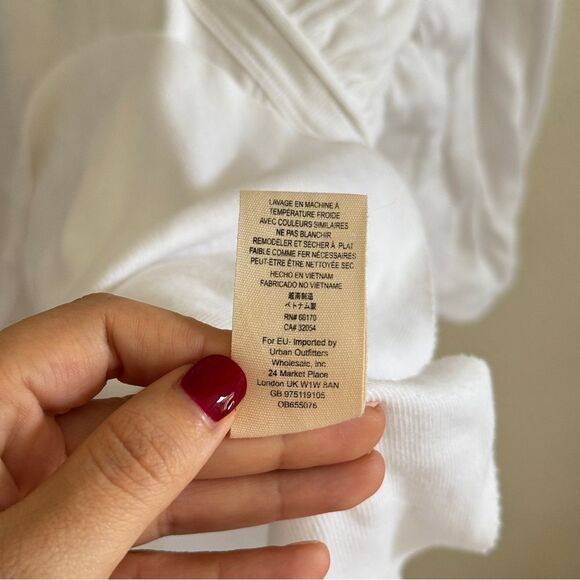 LAVAGE EN MACHINE À
TEMPÉRATURE FROIDE
AVEC COULEURS SIMILAIRES
NE PAS BLANCHIR
REMODELER ET SÉCHER À PLAT
FAIBLE COMME FER NÉCESSAIRES
PEUT-ÊTRE ÊTRE NETTOYÉE SEC
HECHO EN VIETNAM
FABRICADO NO VIETNAME
越南制造
ベトナム製
RN# 66170
CA# 32054
For EU- Imported by
Urban Outfitters
Wholesale, Inc
24 Market Place
London UK W1W 8AN
GB 975119105
OB655076